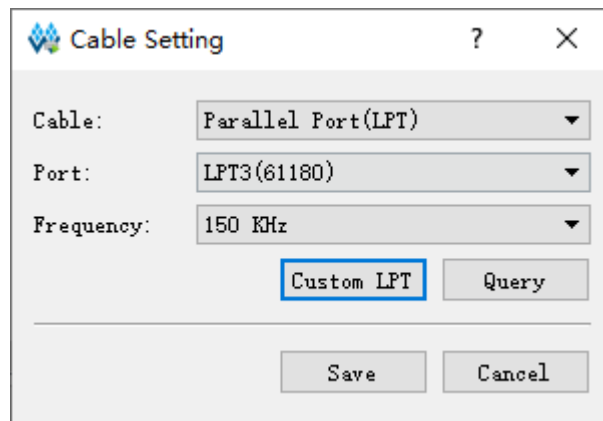 Cable Setting ?
Cable: Parallel Port(LPT)
Port: LPT3(61180)
Frequency: 150 KHz
Custom LPT Query
Save Cancel